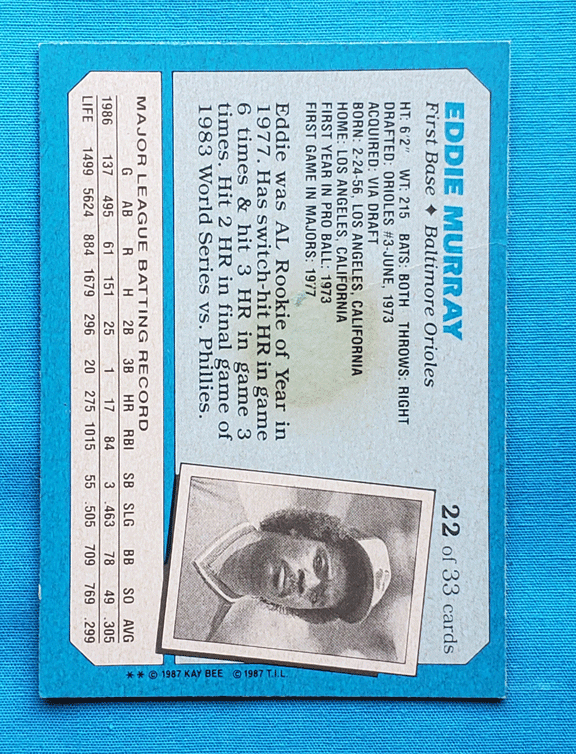 EDDIE MURRAY
First Base ♦ Baltimore Orioles
22 of 33 cards
HT: 6'2" WT: 215 BATS: BOTH THROWS: RIGHT
DRAFTED: ORIOLES #3-JUNE, 1973
ACQUIRED: VIA DRAFT
BORN: 2-24-56, LOS ANGELES, CALIFORNIA
HOME: LOS ANGELES, CALIFORNIA
FIRST YEAR IN PRO BALL: 1973
FIRST GAME IN MAJORS: 1977
Eddie was AL Rookie of Year in
1977. Has switch-hit HR in game
6 times & hit 3 HR in game 3
times. Hit 2 HR in final game of
1983 World Series vs. Phillies.
MAJOR LEAGUE BATTING RECORD
G AB R H 2B 3B HR RBI SB SLG BB SO AVG
1986 137 495 61 151 25 1 17 84 3 .463 78 49 .305
LIFE 1499 5624 884 1679 296 20 275 1015 55 .505 709 769 .299
** © 1987 KAY BEE © 1987 T.I.L.